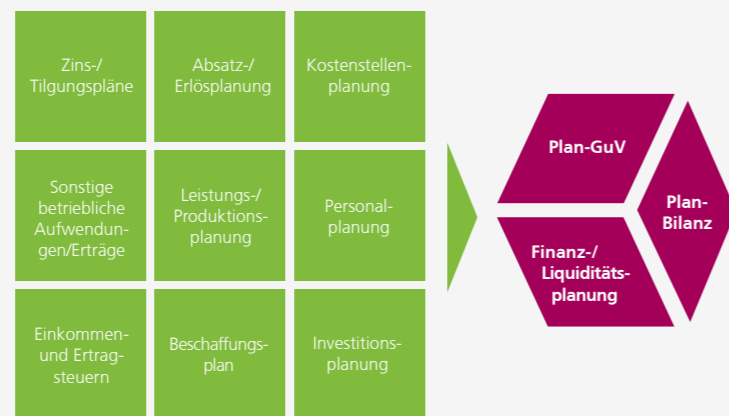 Zins-/
Tilgungspläne
Absatz-/
Erlösplanung
Kostenstellen-
planung
Sonstige
betriebliche
Aufwendun-
gen/Erträge
Leistungs-/
Produktions-
planung
Personal-
planung
Einkommen-
und Ertrag-
steuern
Beschaffungs-
plan
Investitions-
planung
Plan-GuV
Plan-
Bilanz
Finanz-/
Liquiditäts-
planung